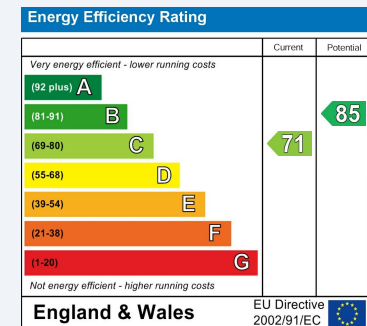 Energy Efficiency Rating
Current Potential
Very energy efficient - lower running costs
(92 plus) A
(81-91) B 85
(69-80) C 71
(55-68) D
(39-54) E
(21-38) F
(1-20) G
Not energy efficient - higher running costs
England & Wales
EU Directive
2002/91/EC